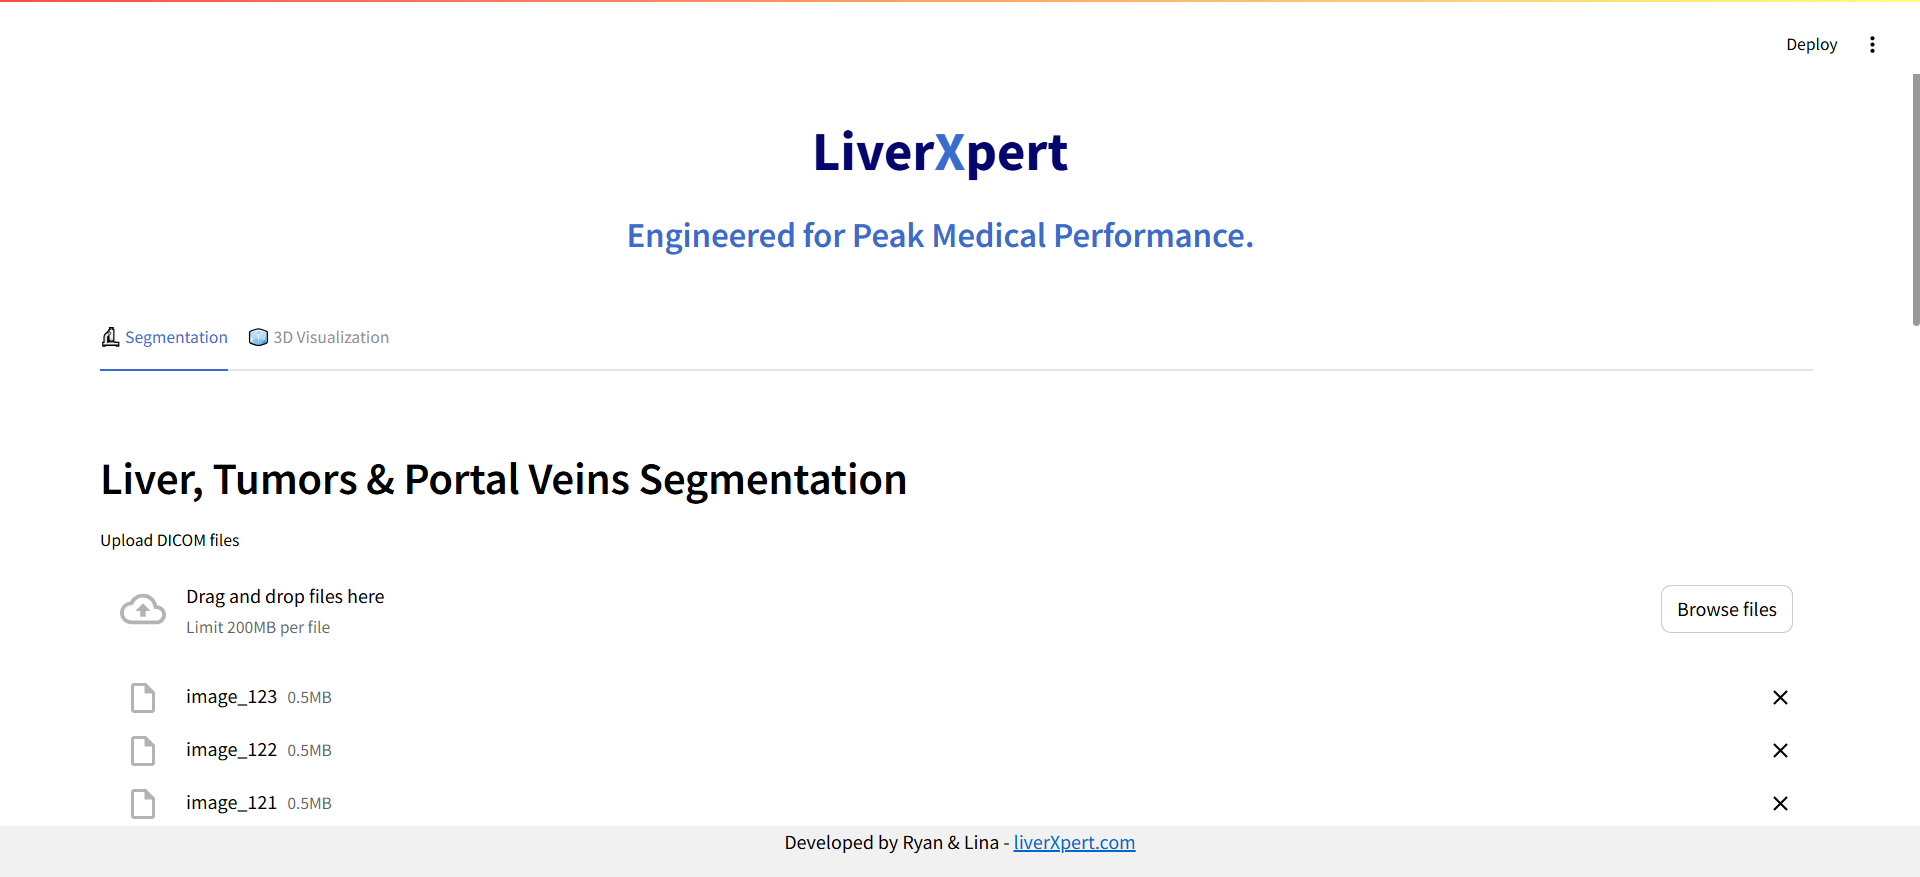 Deploy
LiverXpert
Engineered for Peak Medical Performance.
Segmentation
3D Visualization
Liver, Tumors & Portal Veins Segmentation
Upload DICOM files
Drag and drop files here
Limit 200MB per file
Browse files
image_123 0.5MB
image_122 0.5MB
image_121 0.5MB
Developed by Ryan & Lina - liverXpert.com